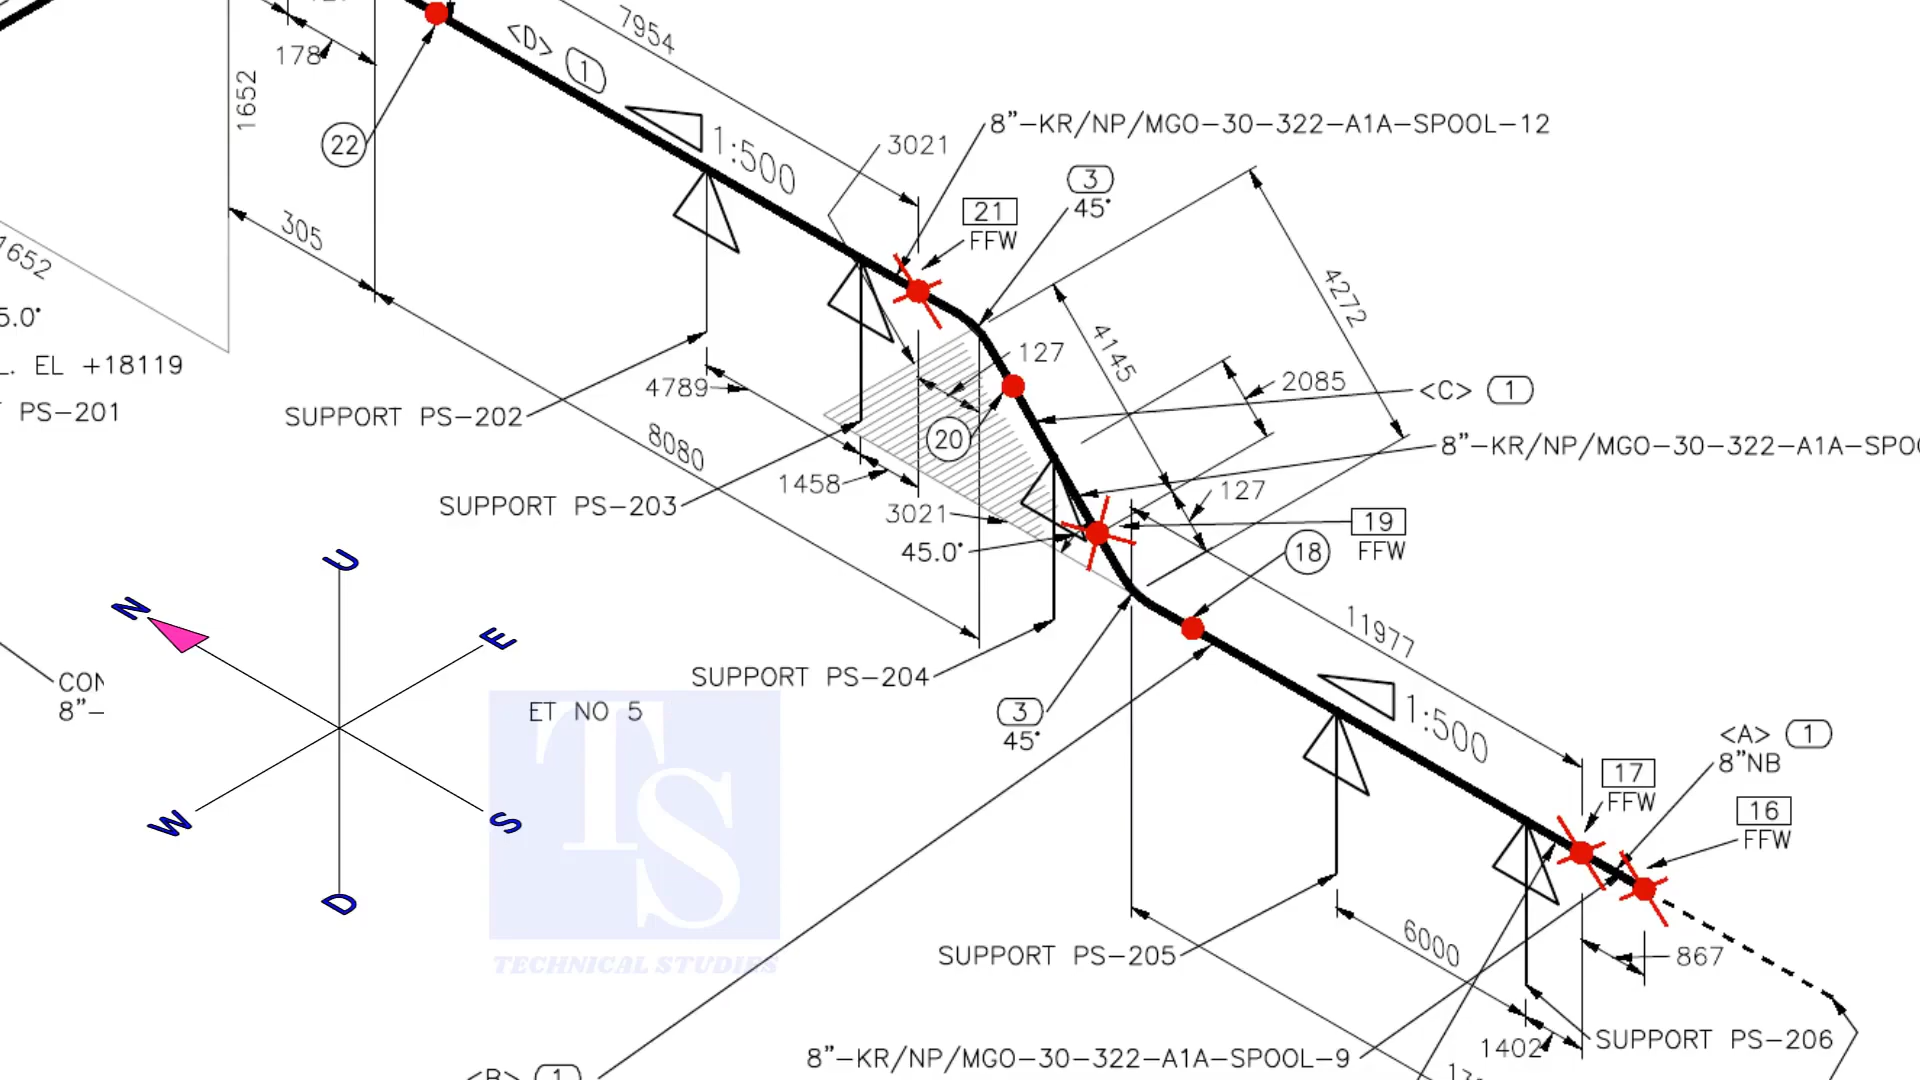 7954
<D> 1
178
1652
8"-KR/NP/MGO-30-322-A1A-SPOOL-12
3021
22
1:500
3
45°
21
FFW
305
1652
5.0°
4272
4145
127
L. EL +18119
2085
4789
<C> 1
PS-201
SUPPORT PS-202
20
8080
8"-KR/NP/MGO-30-322-A1A-SPOO
1458
127
SUPPORT PS-203
3021
19
FFW
45.0°
18
U
N
E
11977
SUPPORT PS-204
CON
8"-
ET NO 5
3
45°
1:500
<A> 1
8"NB
17
FFW
16
FFW
W
S
D
TS
TECHNICAL STUDIES
6000
SUPPORT PS-205
867
1402
SUPPORT PS-206
8"-KR/NP/MGO-30-322-A1A-SPOOL-9
<B> 1